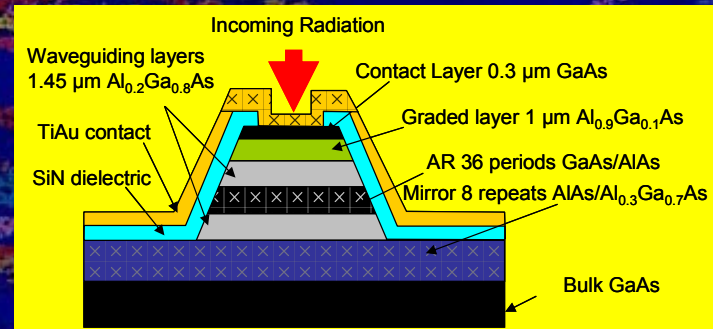 Incoming Radiation
Waveguiding layers
1.45 µm Al₀.₂Ga₀.₈As
Contact Layer 0.3 µm GaAs
Graded layer 1 µm Al₀.₉Ga₀.₁As
TiAu contact
AR 36 periods GaAs/AlAs
SiN dielectric
Mirror 8 repeats AlAs/Al₀.₃Ga₀.₇As
Bulk GaAs